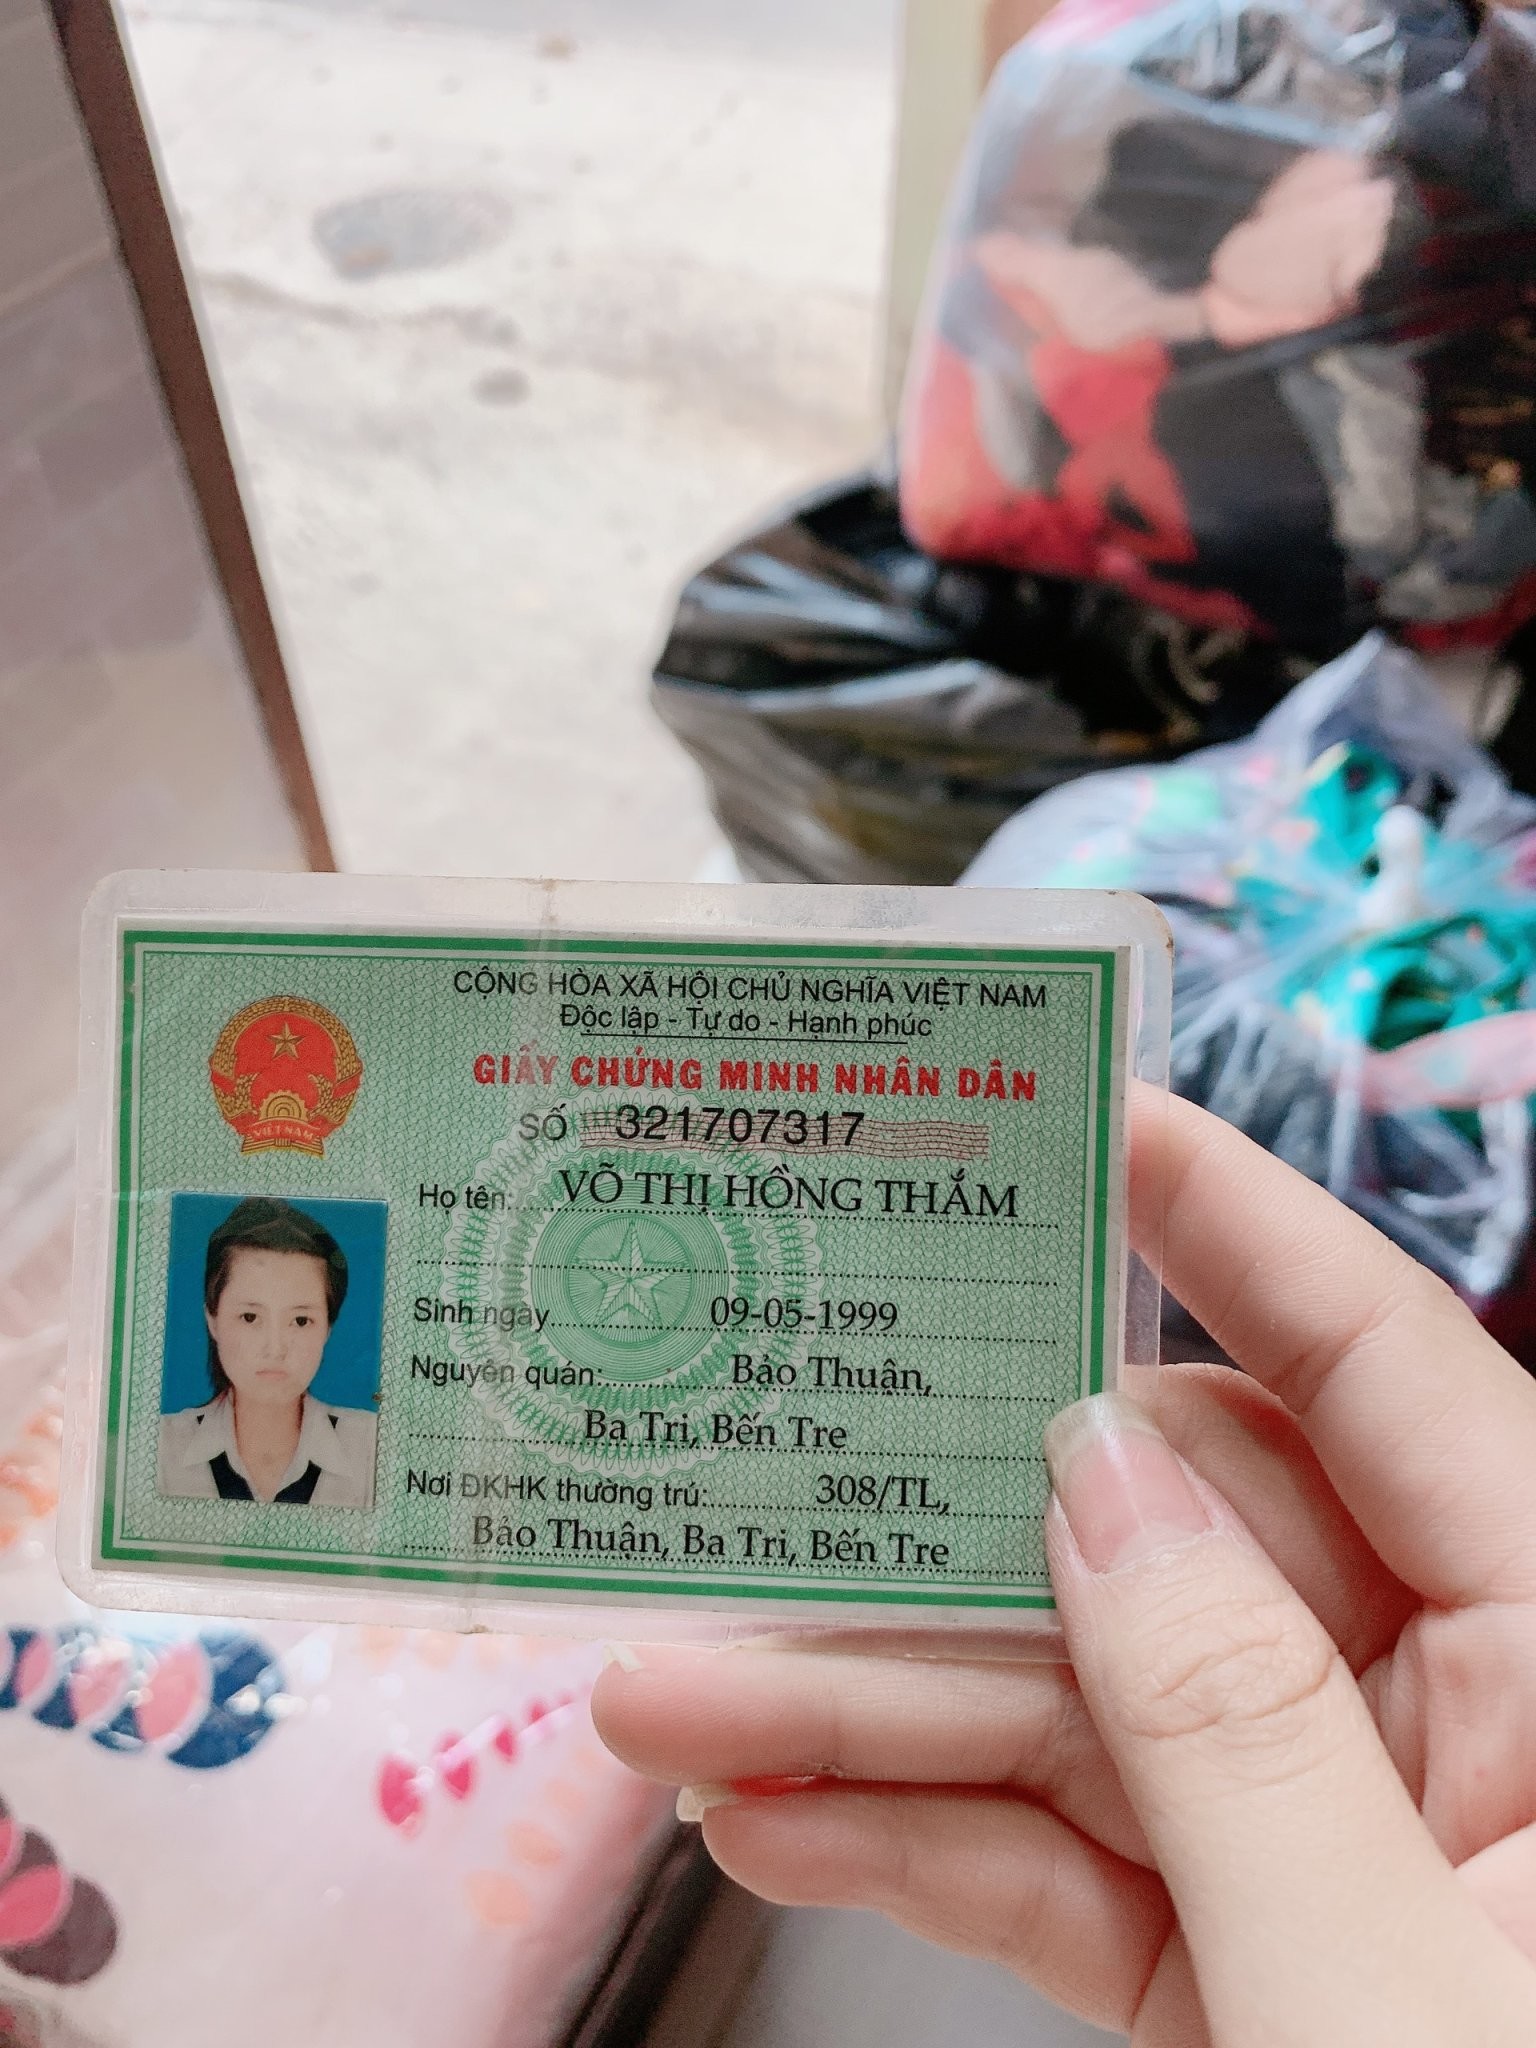 CỘNG HÒA XÃ HỘI CHỦ NGHĨA VIỆT NAM
Độc lập - Tự do - Hạnh phúc
GIẤY CHỨNG MINH NHÂN DÂN
SỐ 321707317
VIỆT NAM
Họ tên: VÕ THỊ HỒNG THẮM
Sinh ngày 09-05-1999
Nguyên quán: Bảo Thuận,
Ba Tri, Bến Tre
Nơi ĐKHK thường trú: 308/TL,
Bảo Thuận, Ba Tri, Bến Tre